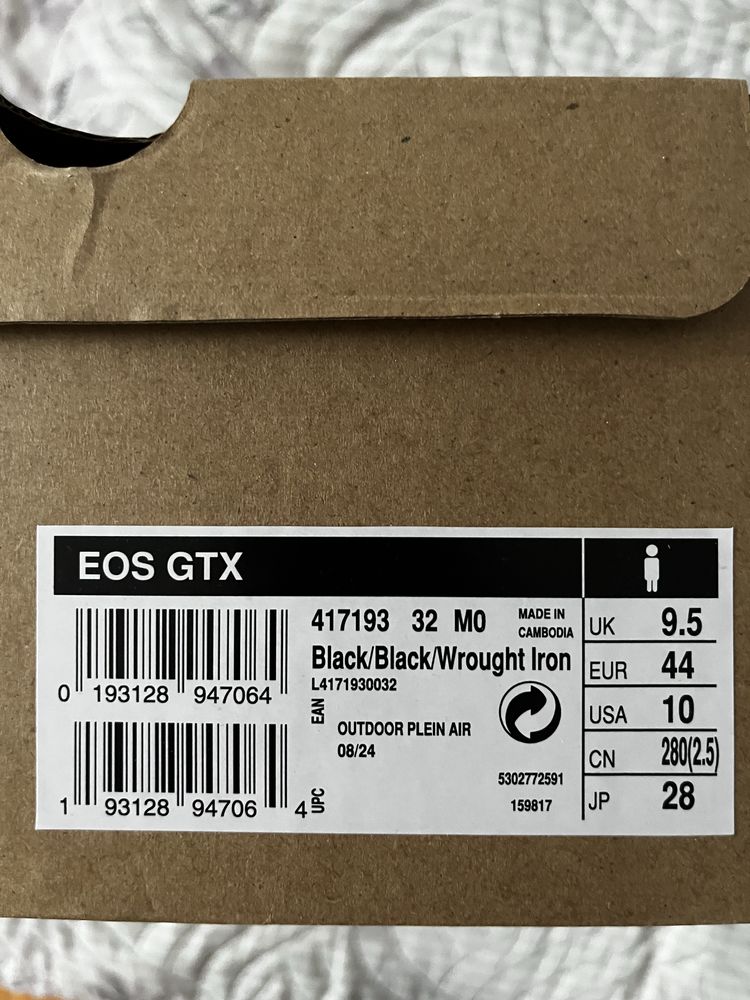 EOS GTX
0 193128 947064
1 93128 94706 4
EAN
UPC
417193 32 M0
MADE IN
CAMBODIA
Black/Black/Wrought Iron
L4171930032
OUTDOOR PLEIN AIR
08/24
5302772591
159817
UK 9.5
EUR 44
USA 10
CN 280(2.5)
JP 28